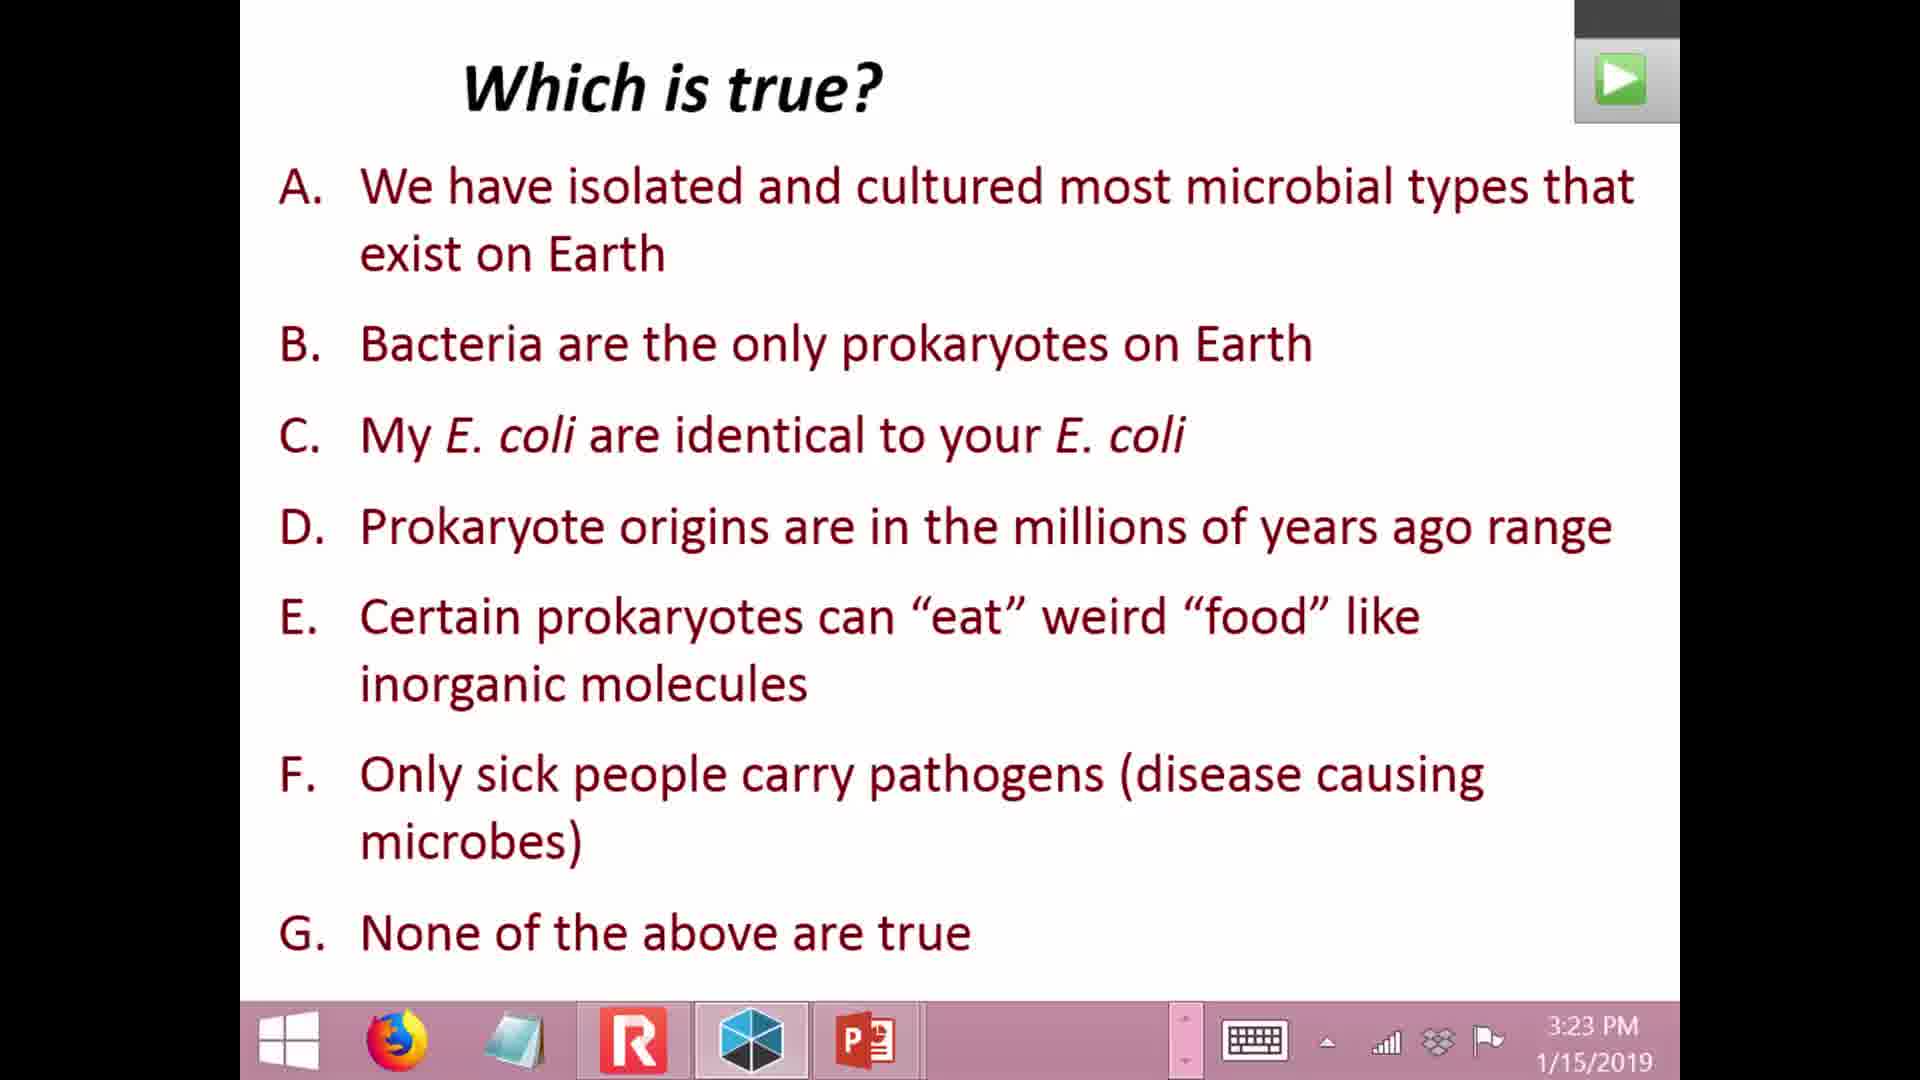 Which is true?
A. We have isolated and cultured most microbial types that
exist on Earth
B. Bacteria are the only prokaryotes on Earth
C. My E. coli are identical to your E. coli
D. Prokaryote origins are in the millions of years ago range
E. Certain prokaryotes can “eat” weird “food” like
inorganic molecules
F. Only sick people carry pathogens (disease causing
microbes)
G. None of the above are true
R
P
3:23 PM
1/15/2019